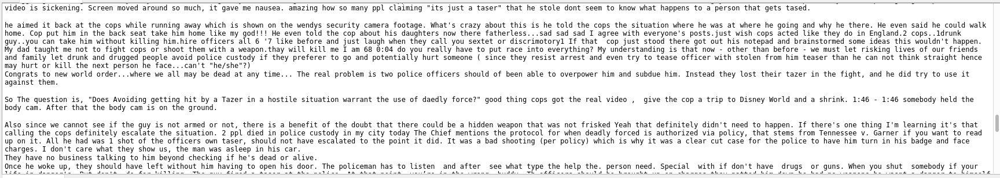 video is sickening. Screen moved around so much, it gave me nausea. amazing how so many ppl claiming "its just a taser" that he stole dont seem to know what happens to a person that gets tased.
he aimed it back at the cops while running away which is shown on the wendys security camera footage. What's crazy about this is he told the cops the situation where he was at where he going and why he there. He even said he could walk
home. Cop put him in the back seat take him home like my god!!! He even told the cop about his daughters now there fatherless...sad sad sad I agree with everyone's posts.just wish cops acted like they do in England.2 cops..1drunk
guy..you can take him without killing him.hire officers all 6 '7 like before and just laugh when they call you sextet or discrimotory1 If that  cop just stood there got out his notepad and brainstormed some ideas this wouldn't happen.
My dad taught me not to fight cops or shoot them with a weapon.thay will kill me I am 68 0:04 do you really have to put race into everything? My understanding is that now - other than before - we must let risking lives of our friends
and family let drunk and drugged people avoid police custody if they preferer to go and potentially hurt someone ( since they resist arrest and even try to tease officer with stolen from him teaser than he can not think straight hence
may hurt or kill the next person he face...can't "he/she"?)
Congrats to new world order...where we all may be dead at any time... The real problem is two police officers should of been able to overpower him and subdue him. Instead they lost their tazer in the fight, and he did try to use it
against them.
So The question is, "Does Avoiding getting hit by a Tazer in a hostile situation warrant the use of daedly force?" good thing cops got the real video ,  give the cop a trip to Disney World and a shrink. 1:46 - 1:46 somebody held the
body cam. After that the body cam is on the ground.
Also since we cannot see if the guy is not armed or not, there is a benefit of the doubt that there could be a hidden weapon that was not frisked Yeah that definitely didn't need to happen. If there's one thing I'm learning it's that
calling the cops definitely escalate the situation. 2 ppl died in police custody in my city today The Chief mentions the protocol for when deadly forced is authorized via policy, that stems from Tennessee v. Garner if you want to read
up on it. All he had was 1 shot of the officers own taser, should not have escalated to the point it did. It was a bad shooting (per policy) which is why it was a clear cut case for the police to have him turn in his badge and face
charges. I don't care what they show us, the man was asleep in his car.
They have no business talking to him beyond checking if he's dead or alive.
Once he woke up, they should have left without him having to open his door. The policeman has to listen  and after  see what type the help the. person need. Special  with if don't have  drugs  or guns. When you shut  somebody if your